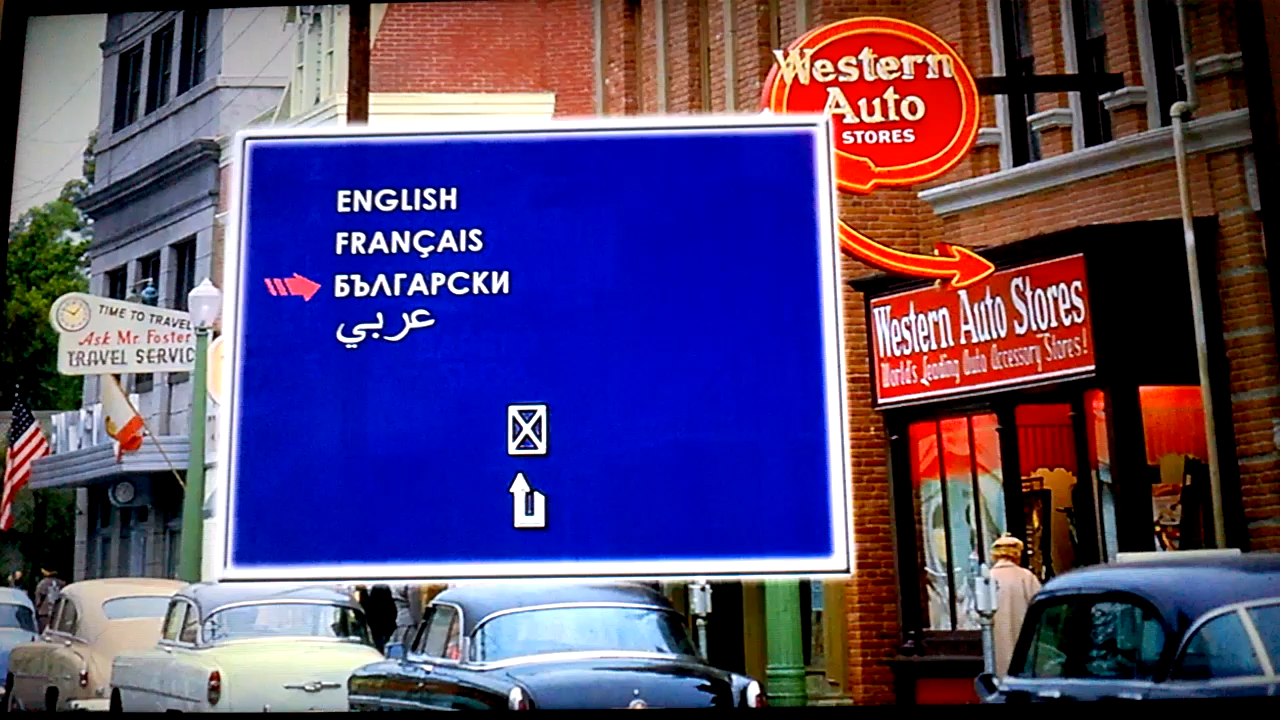 Western
Auto
STORES
ENGLISH
FRANÇAIS
БЪЛГАРСКИ
عربي
TIME TO TRAVEL
Ask Mr. Foster
TRAVEL SERVIC
Western Auto Stores
World's Leading Auto Accessory Stores!